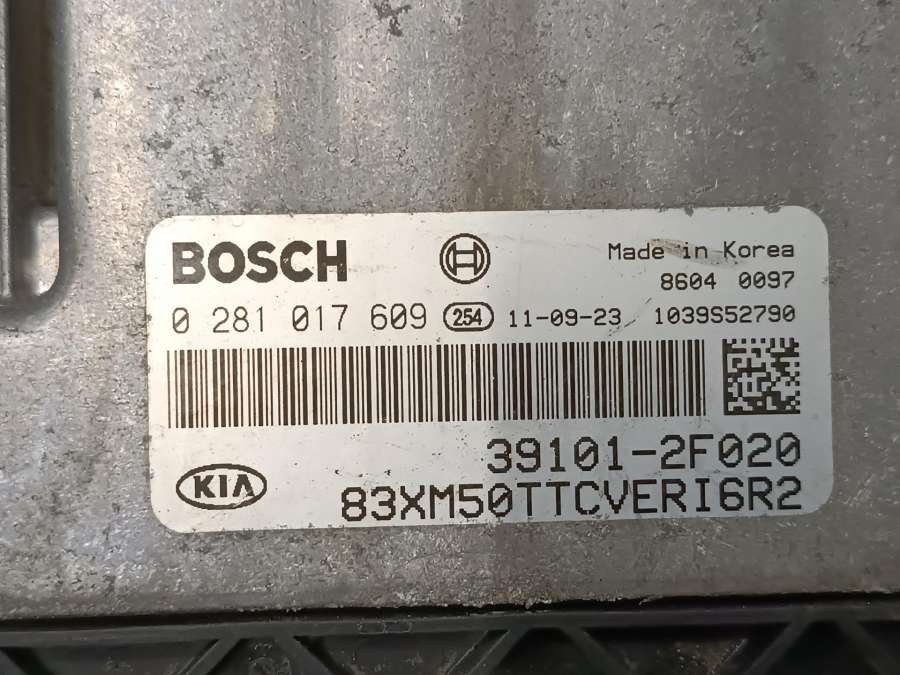 BOSCH Made in Korea
8604 0097
0 281 017 609 254 11-09-23 1039S52790
39101-2F020
KIA 83XM50TTCVERI6R2